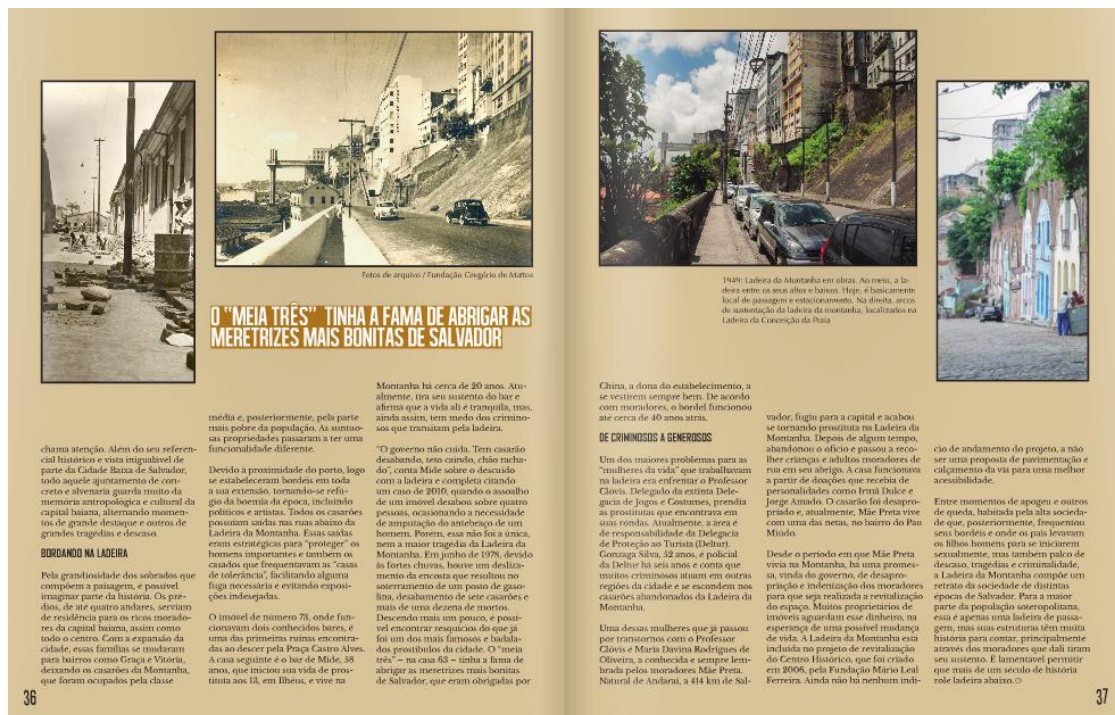 Fotos de arquivo / Fundação Gregório de Mattos
O “MEIA TRÊS” TINHA A FAMA DE ABRIGAR AS
MERETRIZES MAIS BONITAS DE SALVADOR
chama atenção. Além do seu referen-
cial histórico e vista inigualável de
parte da Cidade Baixa de Salvador,
todo aquele ajuntamento de con-
creto e alvenaria guarda muito da
memória antropológica e cultural da
capital baiana, alternando momen-
tos de grande destaque e outros de
grandes tragédias e descaso.
BORDANDO NA LADEIRA
Pela grandiosidade dos sobrados que
compõem a paisagem, é possível
imaginar parte da história. Os pré-
dios, de até quatro andares, serviam
de residência para os ricos morado-
res da capital baiana, assim como
todo o centro. Com a expansão da
cidade, essas famílias se mudaram
para bairros como Graça e Vitória,
deixando os casarões da Montanha,
que foram ocupados pela classe
média e, posteriormente, pela parte
mais pobre da população. As suntuo-
sas propriedades passaram a ter uma
funcionalidade diferente.
Devido à proximidade do porto, logo
se estabeleceram bordéis em toda
a sua extensão, tornando-se refú-
gio da boemia da época, incluindo
políticos e artistas. Todos os casarões
possuíam saídas nas ruas abaixo da
Ladeira da Montanha. Essas saídas
eram estratégicas para “proteger” os
homens importantes e também os
casados que frequentavam as “casas
de tolerância”, facilitando alguma
fuga necessária e evitando exposi-
ções indesejadas.
O imóvel de número 73, onde fun-
cionavam dois conhecidos bares, é
uma das primeiras ruínas encontra-
das ao descer pela Praça Castro Alves.
A casa seguinte é o bar de Mide, 58
anos, que iniciou sua vida de pros-
tituta aos 13, em Ilhéus, e vive na
Montanha há cerca de 20 anos. Atu-
almente, tira seu sustento do bar e
afirma que a vida ali é tranquila, mas,
ainda assim, tem medo dos crimino-
sos que transitam pela ladeira.
“O governo não cuida. Tem casarão
desabando, teto caindo, chão racha-
do”, conta Mide sobre o descuido
com a ladeira e completa citando
um caso de 2010, quando o assoalho
de um imóvel desabou sobre quatro
pessoas, ocasionando a necessidade
de amputação do antebraço de um
homem. Porém, essa não foi a única,
nem a maior tragédia da Ladeira da
Montanha. Em junho de 1978, devido
às fortes chuvas, houve um desliza-
mento da encosta que resultou no
soterramento de um posto de gaso-
lina, desabamento de sete casarões e
mais de uma dezena de mortos.
Descendo mais um pouco, é possí-
vel encontrar resquícios do que já
foi um dos mais famosos e badala-
dos prostíbulos da cidade. O “meia
três” – na casa 63 – tinha a fama de
abrigar as meretrizes mais bonitas
de Salvador, que eram obrigadas por
36
1949: Ladeira da Montanha em obras. Ao meio, a la-
deira entre os seus altos e baixos. Hoje, é basicamente
local de passagem e estacionamento. Na direita, arcos
de sustentação da ladeira da montanha, localizados na
Ladeira da Conceição da Praia
China, a dona do estabelecimento, a
se vestirem sempre bem. De acordo
com moradores, o bordel funcionou
até cerca de 40 anos atrás.
DE CRIMINOSOS A GENEROSOS
Um dos maiores problemas para as
“mulheres da vida” que trabalhavam
na ladeira era enfrentar o Professor
Clóvis. Delegado da extinta Dele-
gacia de Jogos e Costumes, prendia
as prostitutas que encontrava em
suas rondas. Atualmente, a área é
de responsabilidade da Delegacia
de Proteção ao Turista (Deltur).
Gonzaga Silva, 52 anos, é policial
da Deltur há seis anos e conta que
muitos criminosos atuam em outras
regiões da cidade e se escondem nos
casarões abandonados da Ladeira da
Montanha.
Uma dessas mulheres que já passou
por transtornos com o Professor
Clóvis é Maria Davina Rodrigues de
Oliveira, a conhecida e sempre lem-
brada pelos moradores Mãe Preta.
Natural de Andaraí, a 414 km de Sal-
vador, fugiu para a capital e acabou
se tornando prostituta na Ladeira da
Montanha. Depois de algum tempo,
abandonou o ofício e passou a reco-
lher crianças e adultos moradores de
rua em seu abrigo. A casa funcionava
a partir de doações que recebia de
personalidades como Irmã Dulce e
Jorge Amado. O casarão foi desapro-
priado e, atualmente, Mãe Preta vive
com uma das netas, no bairro do Pau
Miúdo.
Desde o período em que Mãe Preta
vivia na Montanha, há uma promes-
sa, vinda do governo, de desapro-
priação e indenização dos moradores
para que seja realizada a revitalização
do espaço. Muitos proprietários de
imóveis aguardam esse dinheiro, na
esperança de uma possível mudança
de vida. A Ladeira da Montanha está
incluída no projeto de revitalização
do Centro Histórico, que foi criado
em 2006, pela Fundação Mário Leal
Ferreira. Ainda não há nenhum indí-
cio de andamento do projeto, a não
ser uma proposta de pavimentação e
calçamento da via para uma melhor
acessibilidade.
Entre momentos de apogeu e outros
de queda, habitada pela alta socieda-
de que, posteriormente, frequentou
seus bordéis e onde os pais levavam
os filhos homens para se iniciarem
sexualmente, mas também palco de
descaso, tragédias e criminalidade,
a Ladeira da Montanha compõe um
retrato da sociedade de distintas
épocas de Salvador. Para a maior
parte da população soteropolitana,
essa é apenas uma ladeira de passa-
gem, mas suas estruturas têm muita
história para contar, principalmente
através dos moradores que dali tiram
seu sustento. É lamentável permitir
que mais de um século de história
role ladeira abaixo.
37